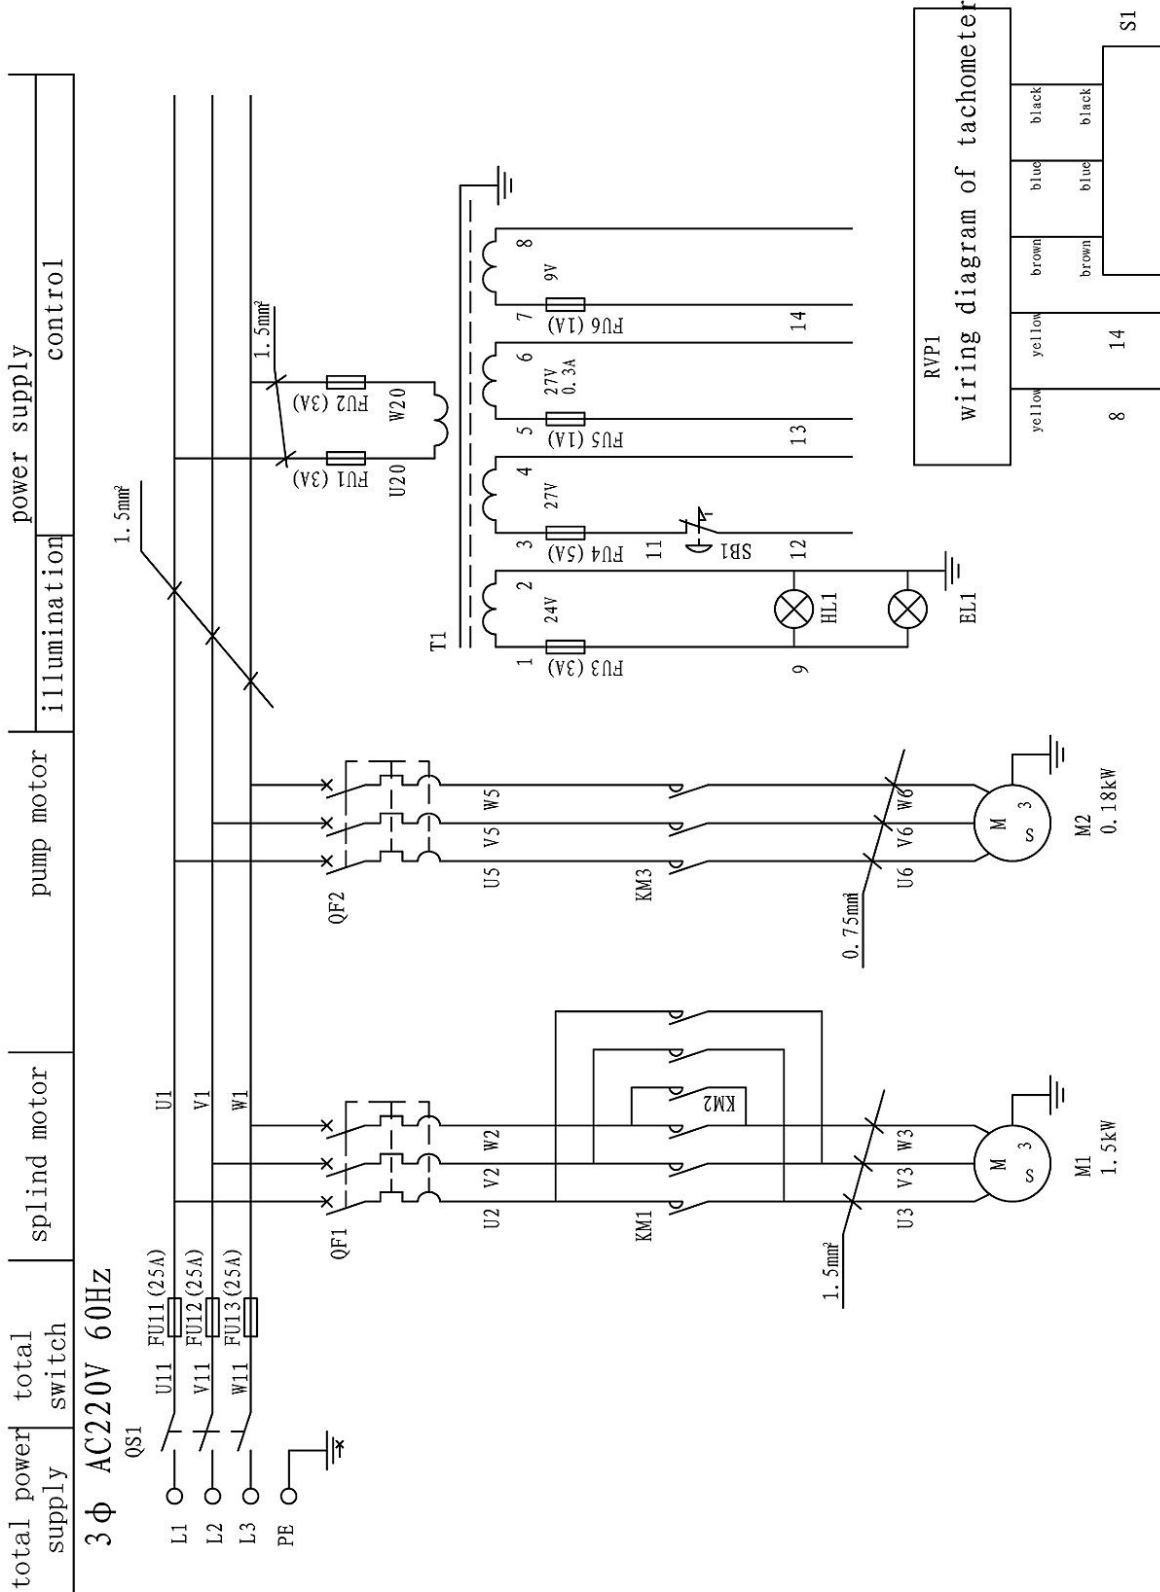 total power
supply
total
switch
splind motor
pump motor
power supply
illumination
control
3ϕ AC220V 60Hz
QS1
L1
L2
L3
PE
U11
V11
W11
FU11(25A)
FU12(25A)
FU13(25A)
U1
V1
W1
1.5mm²
1.5mm²
QF1
U2
V2
W2
KM1
KM2
1.5mm²
U3
V3
W3
M
3
S
M1
1.5kW
QF2
U5
V5
W5
KM3
0.75mm²
U6
V6
W6
M
3
S
M2
0.18kW
FU1(3A)
FU2(3A)
U20
W20
T1
1
2
3
4
5
6
7
8
24V
27V
27V
0.3A
9V
FU3(3A)
FU4(5A)
FU5(1A)
FU6(1A)
11
SB1
9
12
13
14
HL1
EL1
RVP1
wiring diagram of tachometer
yellow
yellow
brown
blue
black
brown
blue
black
8
14
S1